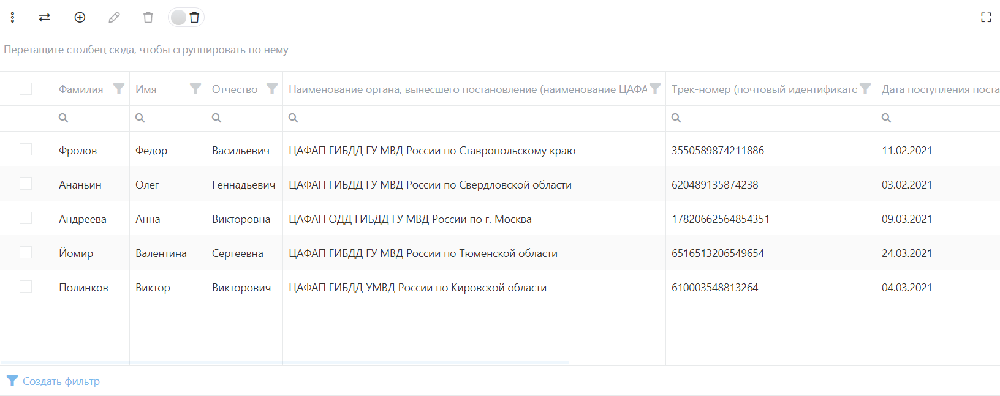 Перетащите столбец сюда, чтобы сгруппировать по нему
Фамилия Имя Отчество Наименование органа, вынесшего постановление (наименование ЦАФА Трек-номер (почтовый идентификато Дата поступления поста
Фролов Федор Васильевич ЦАФАП ГИБДД ГУ МВД России по Ставропольскому краю 3550589874211886 11.02.2021
Ананьин Олег Геннадьевич ЦАФАП ГИБДД ГУ МВД России по Свердловской области 620489135874238 03.02.2021
Андреева Анна Викторовна ЦАФАП ОДД ГИБДД ГУ МВД России по г. Москва 17820662564854351 09.03.2021
Йомир Валентина Сергеевна ЦАФАП ГИБДД ГУ МВД России по Тюменской области 6516513206549654 24.03.2021
Полинков Виктор Викторович ЦАФАП ГИБДД УМВД России по Кировской области 610003548813264 04.03.2021
Создать фильтр